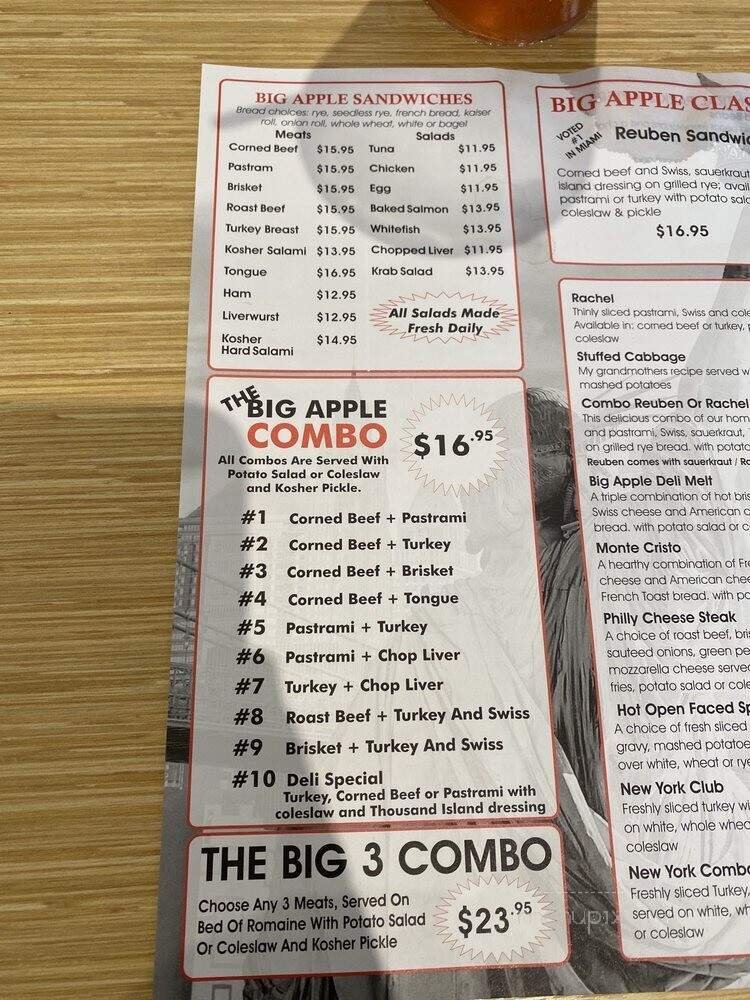 BIG APPLE SANDWICHES
Bread choices: rye, seedless rye, french bread, kaiser
roll, onion roll, whole wheat, white or bagel
Meats
Corned Beef $15.95
Pastram $15.95
Brisket $15.95
Roast Beef $15.95
Turkey Breast $15.95
Kosher Salami $13.95
Tongue $16.95
Ham $12.95
Liverwurst $12.95
Kosher $14.95
Hard Salami
Salads
Tuna $11.95
Chicken $11.95
Egg $11.95
Baked Salmon $13.95
Whitefish $13.95
Chopped Liver $11.95
Krab Salad $13.95
All Salads Made
Fresh Daily
THE
BIG APPLE
COMBO
$16.95
All Combos Are Served With
Potato Salad or Coleslaw
and Kosher Pickle.
#1 Corned Beef + Pastrami
#2 Corned Beef + Turkey
#3 Corned Beef + Brisket
#4 Corned Beef + Tongue
#5 Pastrami + Turkey
#6 Pastrami + Chop Liver
#7 Turkey + Chop Liver
#8 Roast Beef + Turkey And Swiss
#9 Brisket + Turkey And Swiss
#10 Deli Special
Turkey, Corned Beef or Pastrami with
coleslaw and Thousand Island dressing
THE BIG 3 COMBO
Choose Any 3 Meats, Served On
Bed Of Romaine With Potato Salad
Or Coleslaw And Kosher Pickle
$23.95
BIG APPLE CLAS
VOTED
#1
IN MIAMI
Reuben Sandwic
Corned beef and Swiss, sauerkraut
island dressing on grilled rye; avail
pastrami or turkey with potato sala
coleslaw & pickle
$16.95
Rachel
Thinly sliced pastrami, Swiss and cole
Available in: corned beef or turkey,
coleslaw
Stuffed Cabbage
My grandmothers recipe served w
mashed potatoes
Combo Reuben Or Rachel
This delicious combo of our hom
and pastrami, Swiss, sauerkraut,
on grilled rye bread. with potato
Reuben comes with sauerkraut / Ra
Big Apple Deli Melt
A triple combination of hot bris
Swiss cheese and American c
bread. with potato salad or c
Monte Cristo
A hearthy combination of Fre
cheese and American chee
French Toast bread. with po
Philly Cheese Steak
A choice of roast beef, bri
sauteed onions, green pe
mozzarella cheese served
fries, potato salad or cole
Hot Open Faced Sp
A choice of fresh sliced
gravy, mashed potatoe
over white, wheat or rye
New York Club
Freshly sliced turkey wi
on white, whole whea
coleslaw
New York Combo
Freshly sliced Turkey,
served on white, wh
or coleslaw